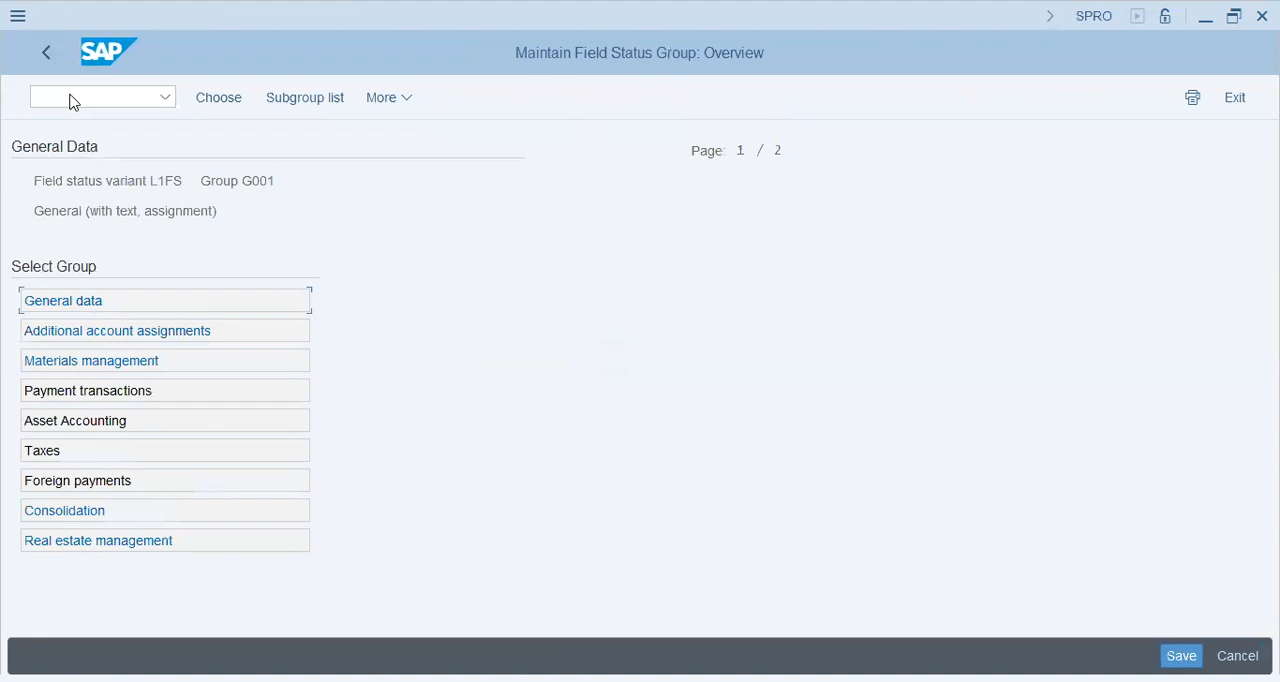 SPRO
SAP Maintain Field Status Group: Overview
Choose Subgroup list More Exit
General Data Page: 1 / 2
Field status variant L1FS Group G001
General (with text, assignment)
Select Group
General data
Additional account assignments
Materials management
Payment transactions
Asset Accounting
Taxes
Foreign payments
Consolidation
Real estate management
Save Cancel